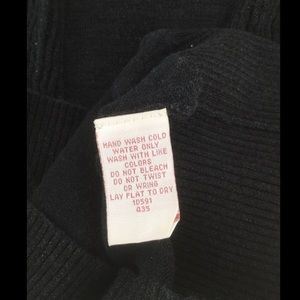 HAND WASH COLD
WATER ONLY
WASH WITH LIKE
COLORS
DO NOT BLEACH
DO NOT TWIST
OR WRING
LAY FLAT TO DRY
10591
035